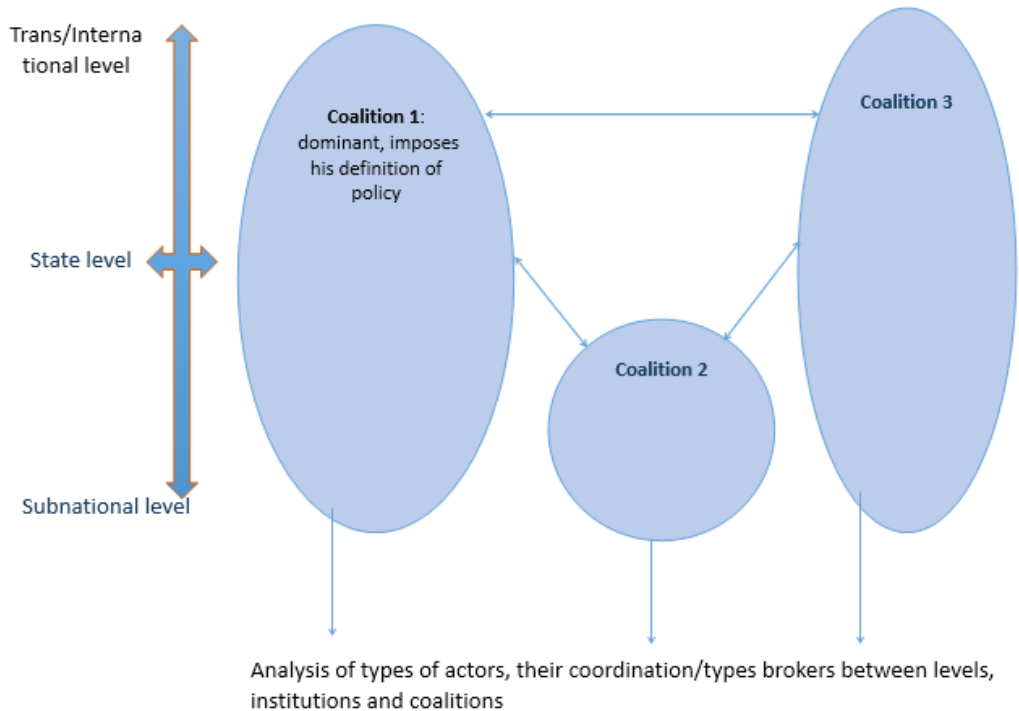 Trans/Interna
tional level
Coalition 1:
dominant, imposes
his definition of
policy
Coalition 3
State level
Coalition 2
Subnational level
Analysis of types of actors, their coordination/types brokers between levels,
institutions and coalitions